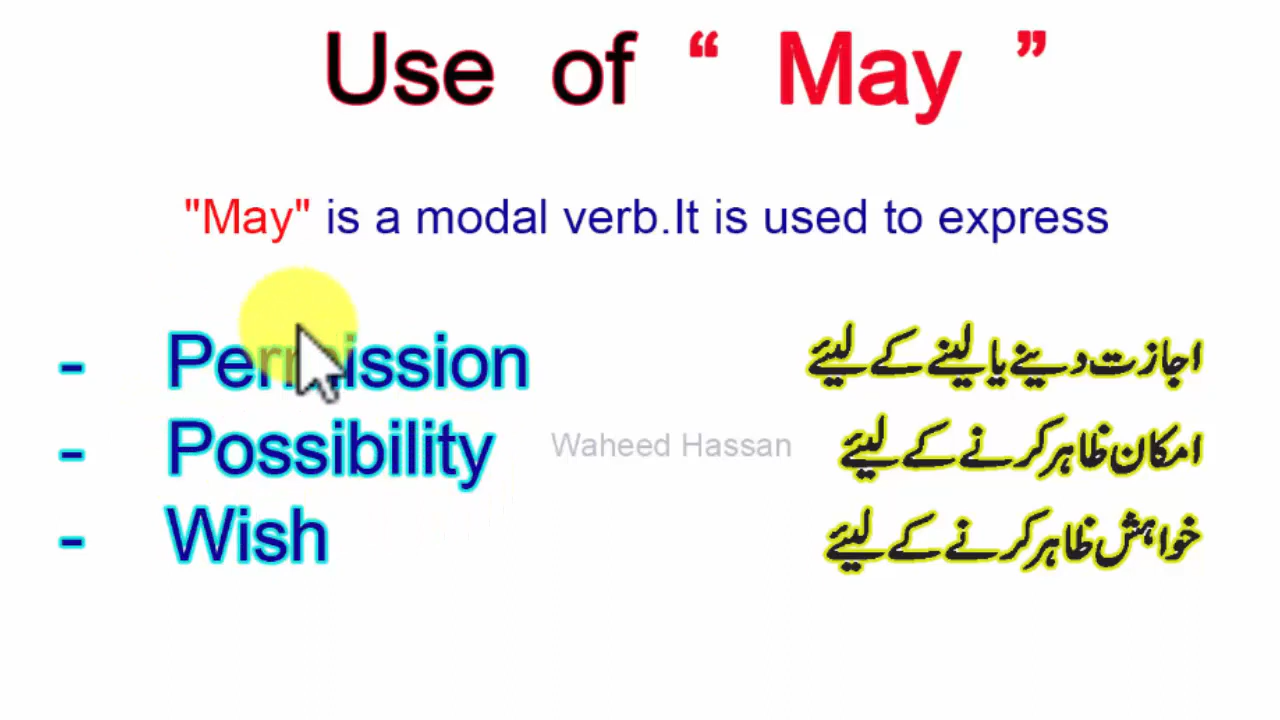 Use of “ May ”
"May" is a modal verb.It is used to express
- Permission اجازت دینے یا لینے کے لیئے
- Possibility Waheed Hassan امکان ظاہر کرنے کے لیئے
- Wish خواہش ظاہر کرنے کے لیئے